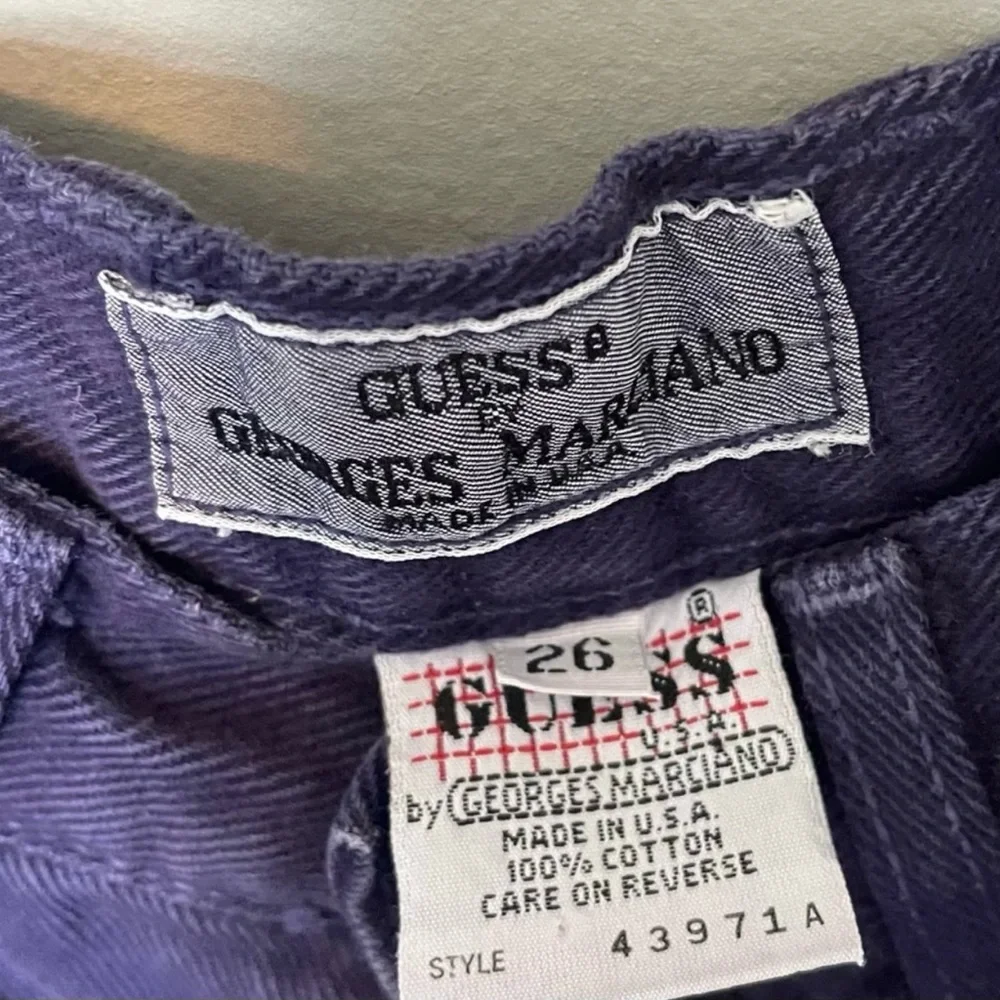 GUESS®
BY
GEORGES MARCIANO
MADE IN U.S.A.
26
®
GUESS
U.S.A.
by GEORGES MARCIANO
MADE IN U.S.A.
100% COTTON
CARE ON REVERSE
STYLE 43971A